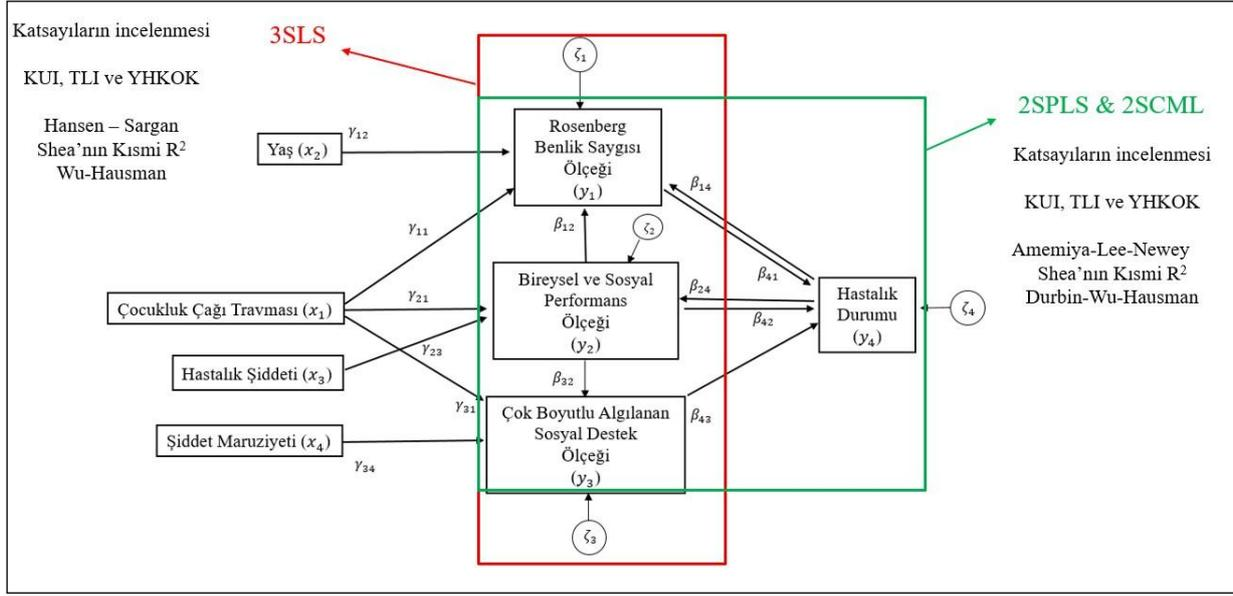 Katsayıların incelenmesi
KUI, TLI ve YHKOK
Hansen – Sargan
Shea’nın Kısmi R²
Wu-Hausman
3SLS
ζ₁
Rosenberg
Benlik Saygısı
Ölçeği
(y₁)
Yaş (x₂)
γ₁₂
γ₁₁
β₁₂
ζ₂
β₁₄
β₄₁
Çocukluk Çağı Travması (x₁)
γ₂₁
Bireysel ve Sosyal
Performans
Ölçeği
(y₂)
β₂₄
β₄₂
Hastalık
Durumu
(y₄)
ζ₄
Hastalık Şiddeti (x₃)
γ₂₃
β₃₂
γ₃₁
Şiddet Maruziyeti (x₄)
γ₃₄
Çok Boyutlu Algılanan
Sosyal Destek
Ölçeği
(y₃)
β₄₃
ζ₃
2SPLS & 2SCML
Katsayıların incelenmesi
KUI, TLI ve YHKOK
Amemiya-Lee-Newey
Shea’nın Kısmi R²
Durbin-Wu-Hausman